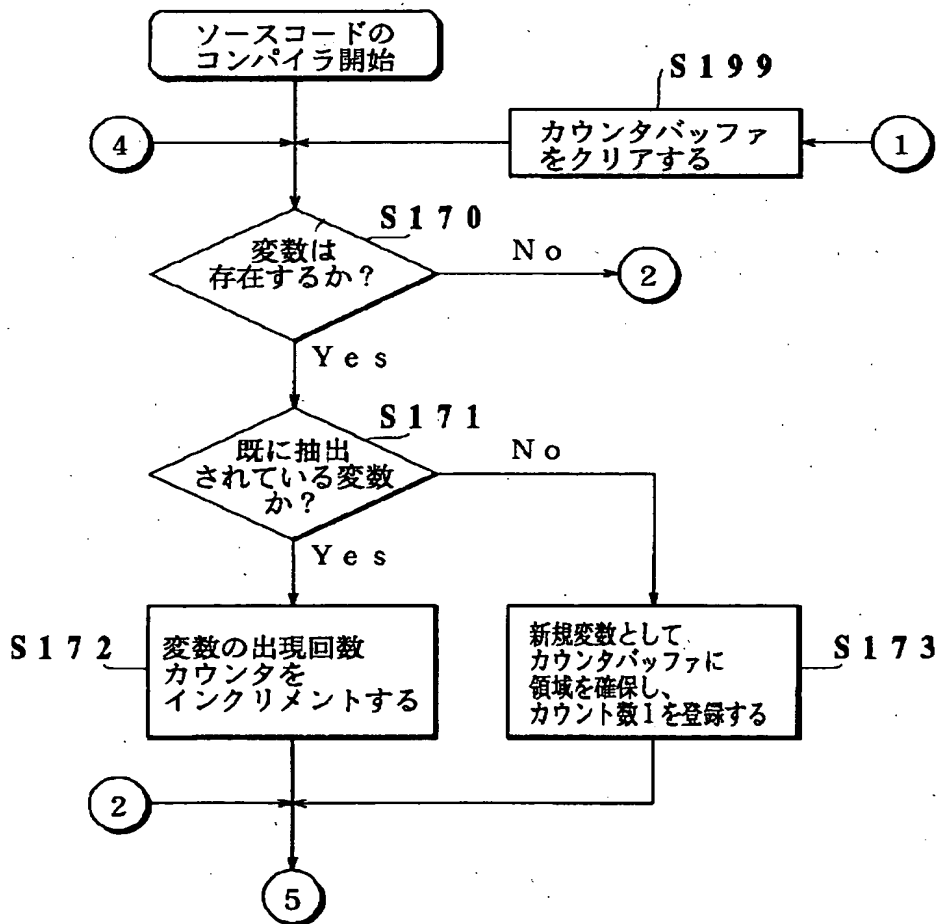 ソースコードの
コンパイラ開始
S199
④
カウンタバッファ
をクリアする
①
S170
変数は
存在するか?
No
②
Yes
S171
既に抽出
されている変数
か?
No
Yes
S172
変数の出現回数
カウンタを
インクリメントする
新規変数として
カウンタバッファに
領域を確保し、
カウント数1を登録する
S173
②
⑤